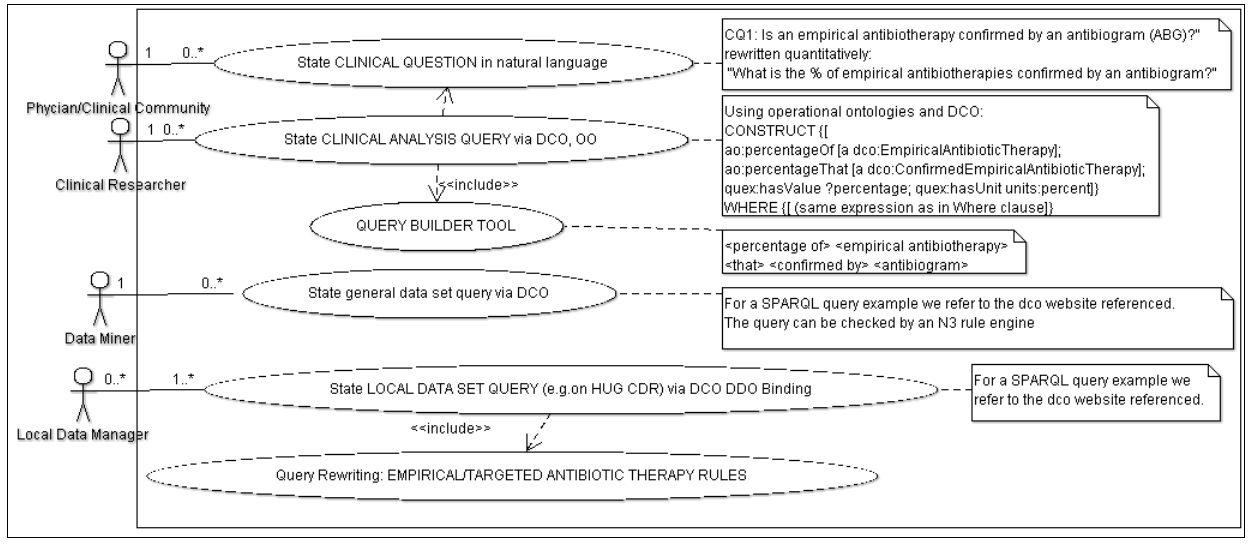 1 0..*
State CLINICAL QUESTION in natural language
CQ1: Is an empirical antibiotherapy confirmed by an antibiogram (ABG)?"
rewritten quantitatively:
"What is the % of empirical antibiotherapies confirmed by an antibiogram?"
Phycian/Clinical Community
1 0..*
State CLINICAL ANALYSIS QUERY via DCO, OO
Clinical Researcher
Using operational ontologies and DCO:
CONSTRUCT {[
ao:percentageOf [a dco:EmpiricalAntibioticTherapy];
ao:percentageThat [a dco:ConfirmedEmpiricalAntibioticTherapy];
quex:hasValue ?percentage; quex:hasUnit units:percent]}
WHERE {[ (same expression as in Where clause]}
<<include>>
QUERY BUILDER TOOL
<percentage of> <empirical antibiotherapy>
<that> <confirmed by> <antibiogram>
1 0..*
State general data set query via DCO
Data Miner
For a SPARQL query example we refer to the dco website referenced.
The query can be checked by an N3 rule engine
0..* 1..*
State LOCAL DATA SET QUERY (e.g.on HUG CDR) via DCO DDO Binding
Local Data Manager
For a SPARQL query example we
refer to the dco website referenced.
<<include>>
Query Rewriting: EMPIRICAL/TARGETED ANTIBIOTIC THERAPY RULES